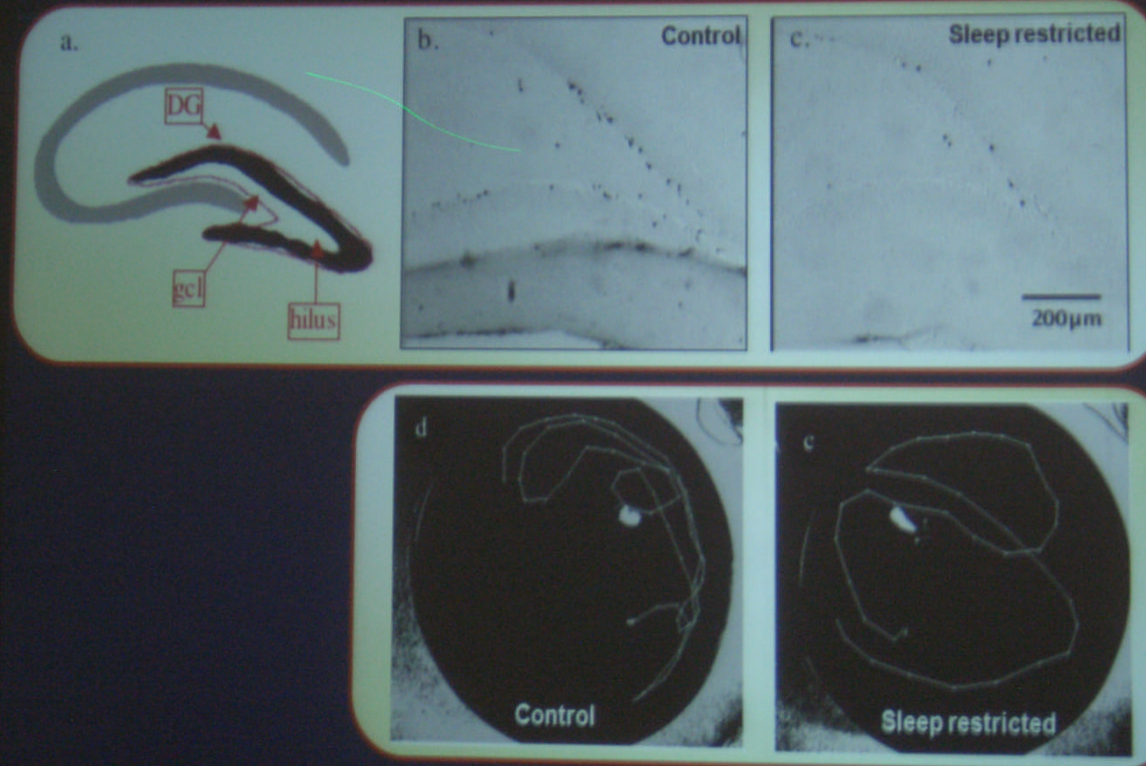 a.
DG
gcl
hilus
b.
Control
c.
Sleep restricted
200µm
d
Control
e
Sleep restricted